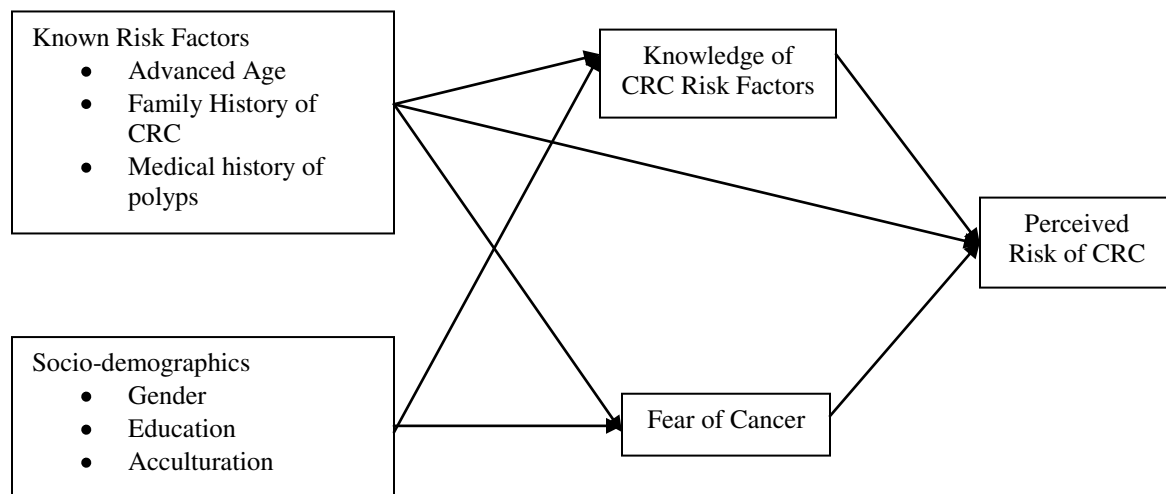 Known Risk Factors
• Advanced Age
• Family History of
CRC
• Medical history of
polyps
Knowledge of
CRC Risk Factors
Perceived
Risk of CRC
Socio-demographics
• Gender
• Education
• Acculturation
Fear of Cancer